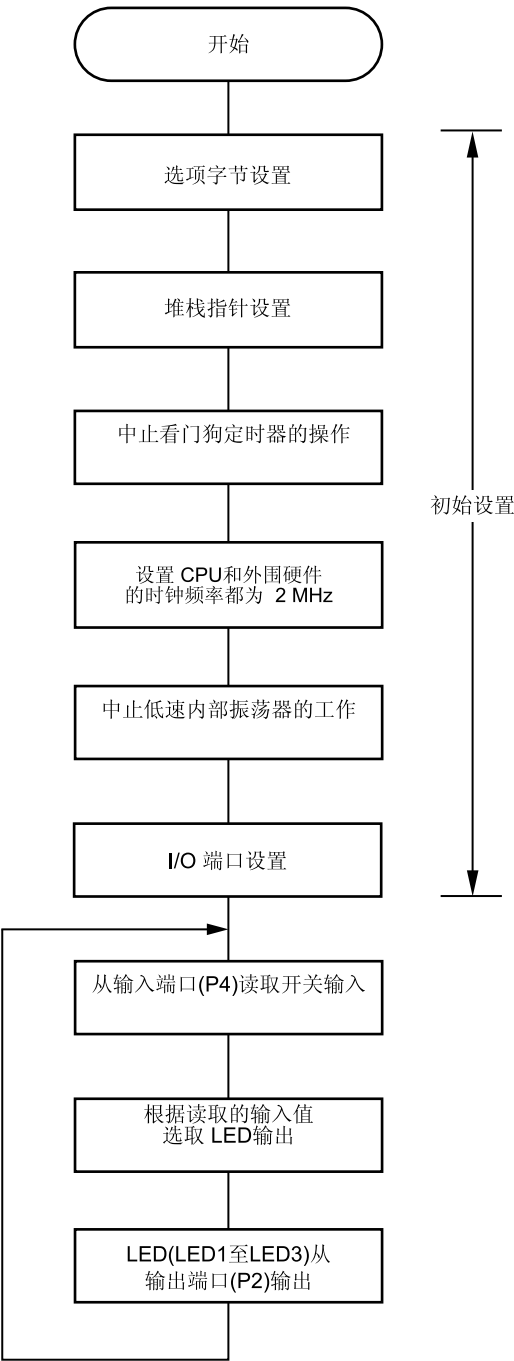 开始
选项字节设置
堆栈指针设置
中止看门狗定时器的操作
初始设置
设置 CPU和外围硬件
的时钟频率都为 2 MHz
中止低速内部振荡器的工作
I/O 端口设置
从输入端口(P4)读取开关输入
根据读取的输入值
选取 LED输出
LED(LED1至LED3)从
输出端口(P2)输出